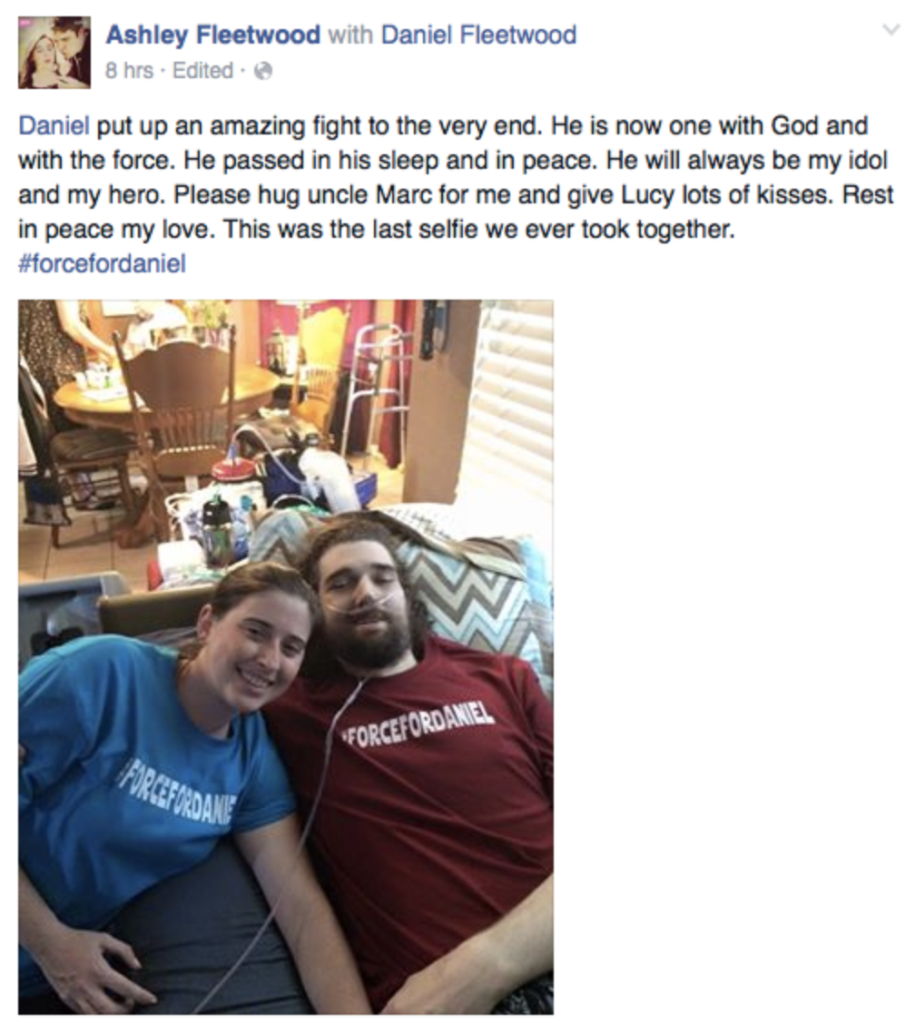 Ashley Fleetwood with Daniel Fleetwood
8 hrs · Edited ·
Daniel put up an amazing fight to the very end. He is now one with God and
with the force. He passed in his sleep and in peace. He will always be my idol
and my hero. Please hug uncle Marc for me and give Lucy lots of kisses. Rest
in peace my love. This was the last selfie we ever took together.
#forcefordaniel
#FORCEFORDANIEL
#FORCEFORDANIE